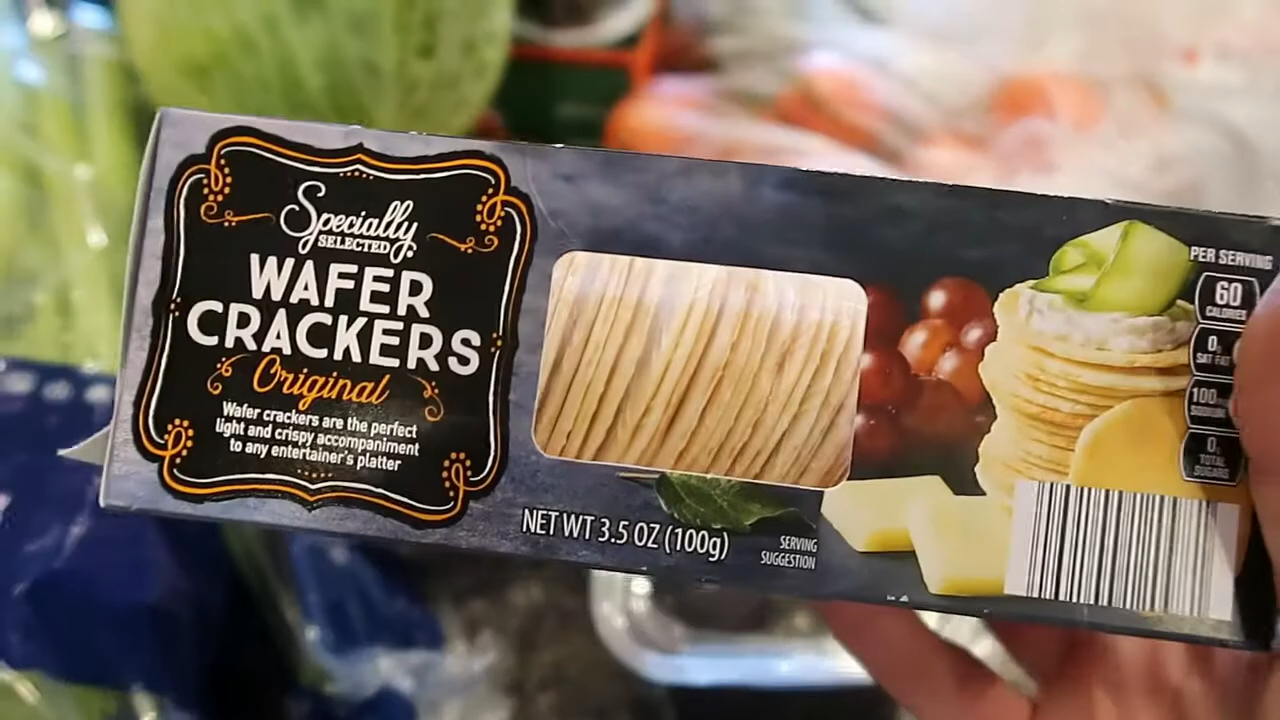 Specially
SELECTED
WAFER
CRACKERS
Original
Wafer crackers are the perfect
light and crispy accompaniment
to any entertainer's platter
NET WT 3.5 OZ (100g)
SERVING
SUGGESTION
PER SERVING
60
CALORIES
0g
SAT FAT
100mg
SODIUM
0g
TOTAL
SUGARS